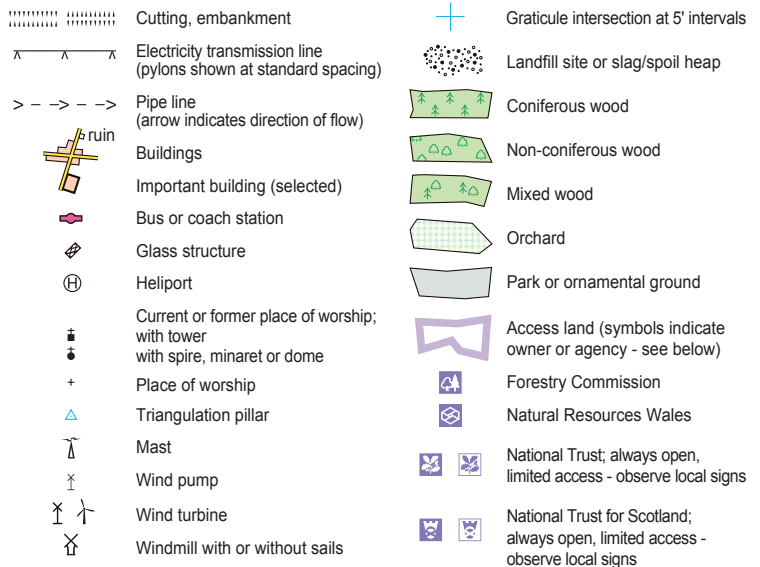 Cutting, embankment
Electricity transmission line
(pylons shown at standard spacing)
Pipe line
(arrow indicates direction of flow)
ruin
Buildings
Important building (selected)
Bus or coach station
Glass structure
H
Heliport
Current or former place of worship;
with tower
with spire, minaret or dome
Place of worship
Triangulation pillar
Mast
Wind pump
Wind turbine
Windmill with or without sails
Graticule intersection at 5' intervals
Landfill site or slag/spoil heap
Coniferous wood
Non-coniferous wood
Mixed wood
Orchard
Park or ornamental ground
Access land (symbols indicate
owner or agency - see below)
Forestry Commission
Natural Resources Wales
National Trust; always open,
limited access - observe local signs
National Trust for Scotland;
always open, limited access -
observe local signs